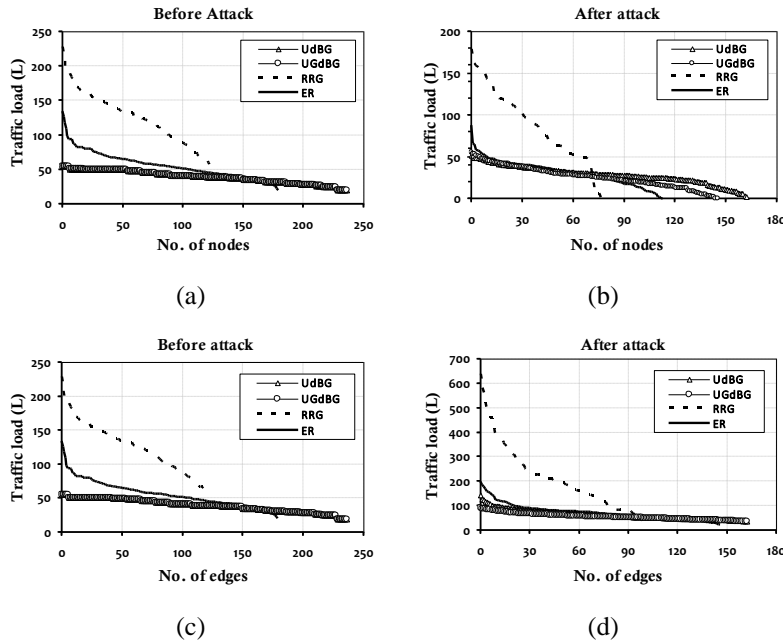 Before Attack
250
200
150
100
50
0
Traffic load (L)
UdBG
UGdBG
RRG
ER
0 50 100 150 200 250
No. of nodes
(a)
After attack
200
150
100
50
0
Traffic load (L)
UdBG
UGdBG
RRG
ER
0 30 60 90 120 150 180
No. of nodes
(b)
Before attack
250
200
150
100
50
0
Traffic load (L)
UdBG
UGdBG
RRG
ER
0 50 100 150 200 250
No. of edges
(c)
After attack
700
600
500
400
300
200
100
0
Traffic load (L)
UdBG
UGdBG
RRG
ER
0 30 60 90 120 150 180
No. of edges
(d)